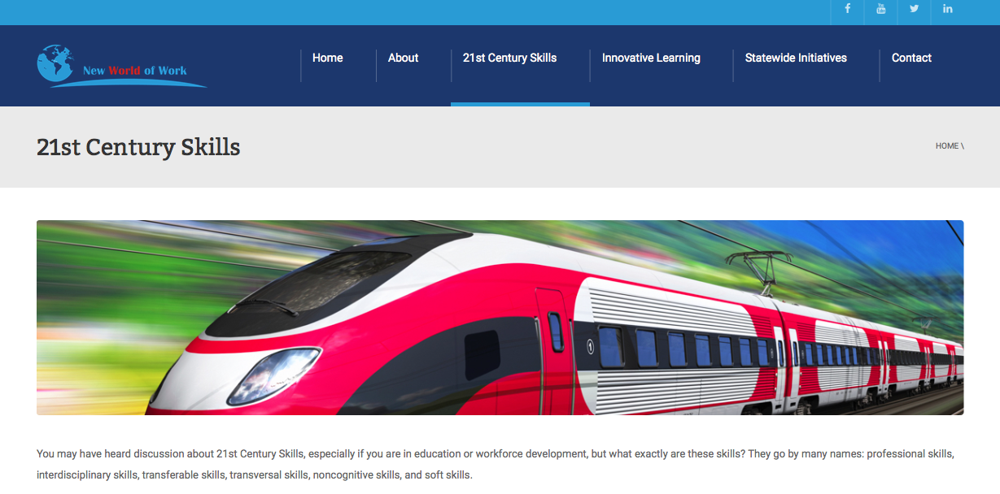 New World of Work
Home
About
21st Century Skills
Innovative Learning
Statewide Initiatives
Contact
21st Century Skills
HOME \
1
You may have heard discussion about 21st Century Skills, especially if you are in education or workforce development, but what exactly are these skills? They go by many names: professional skills,
interdisciplinary skills, transferable skills, transversal skills, noncognitive skills, and soft skills.